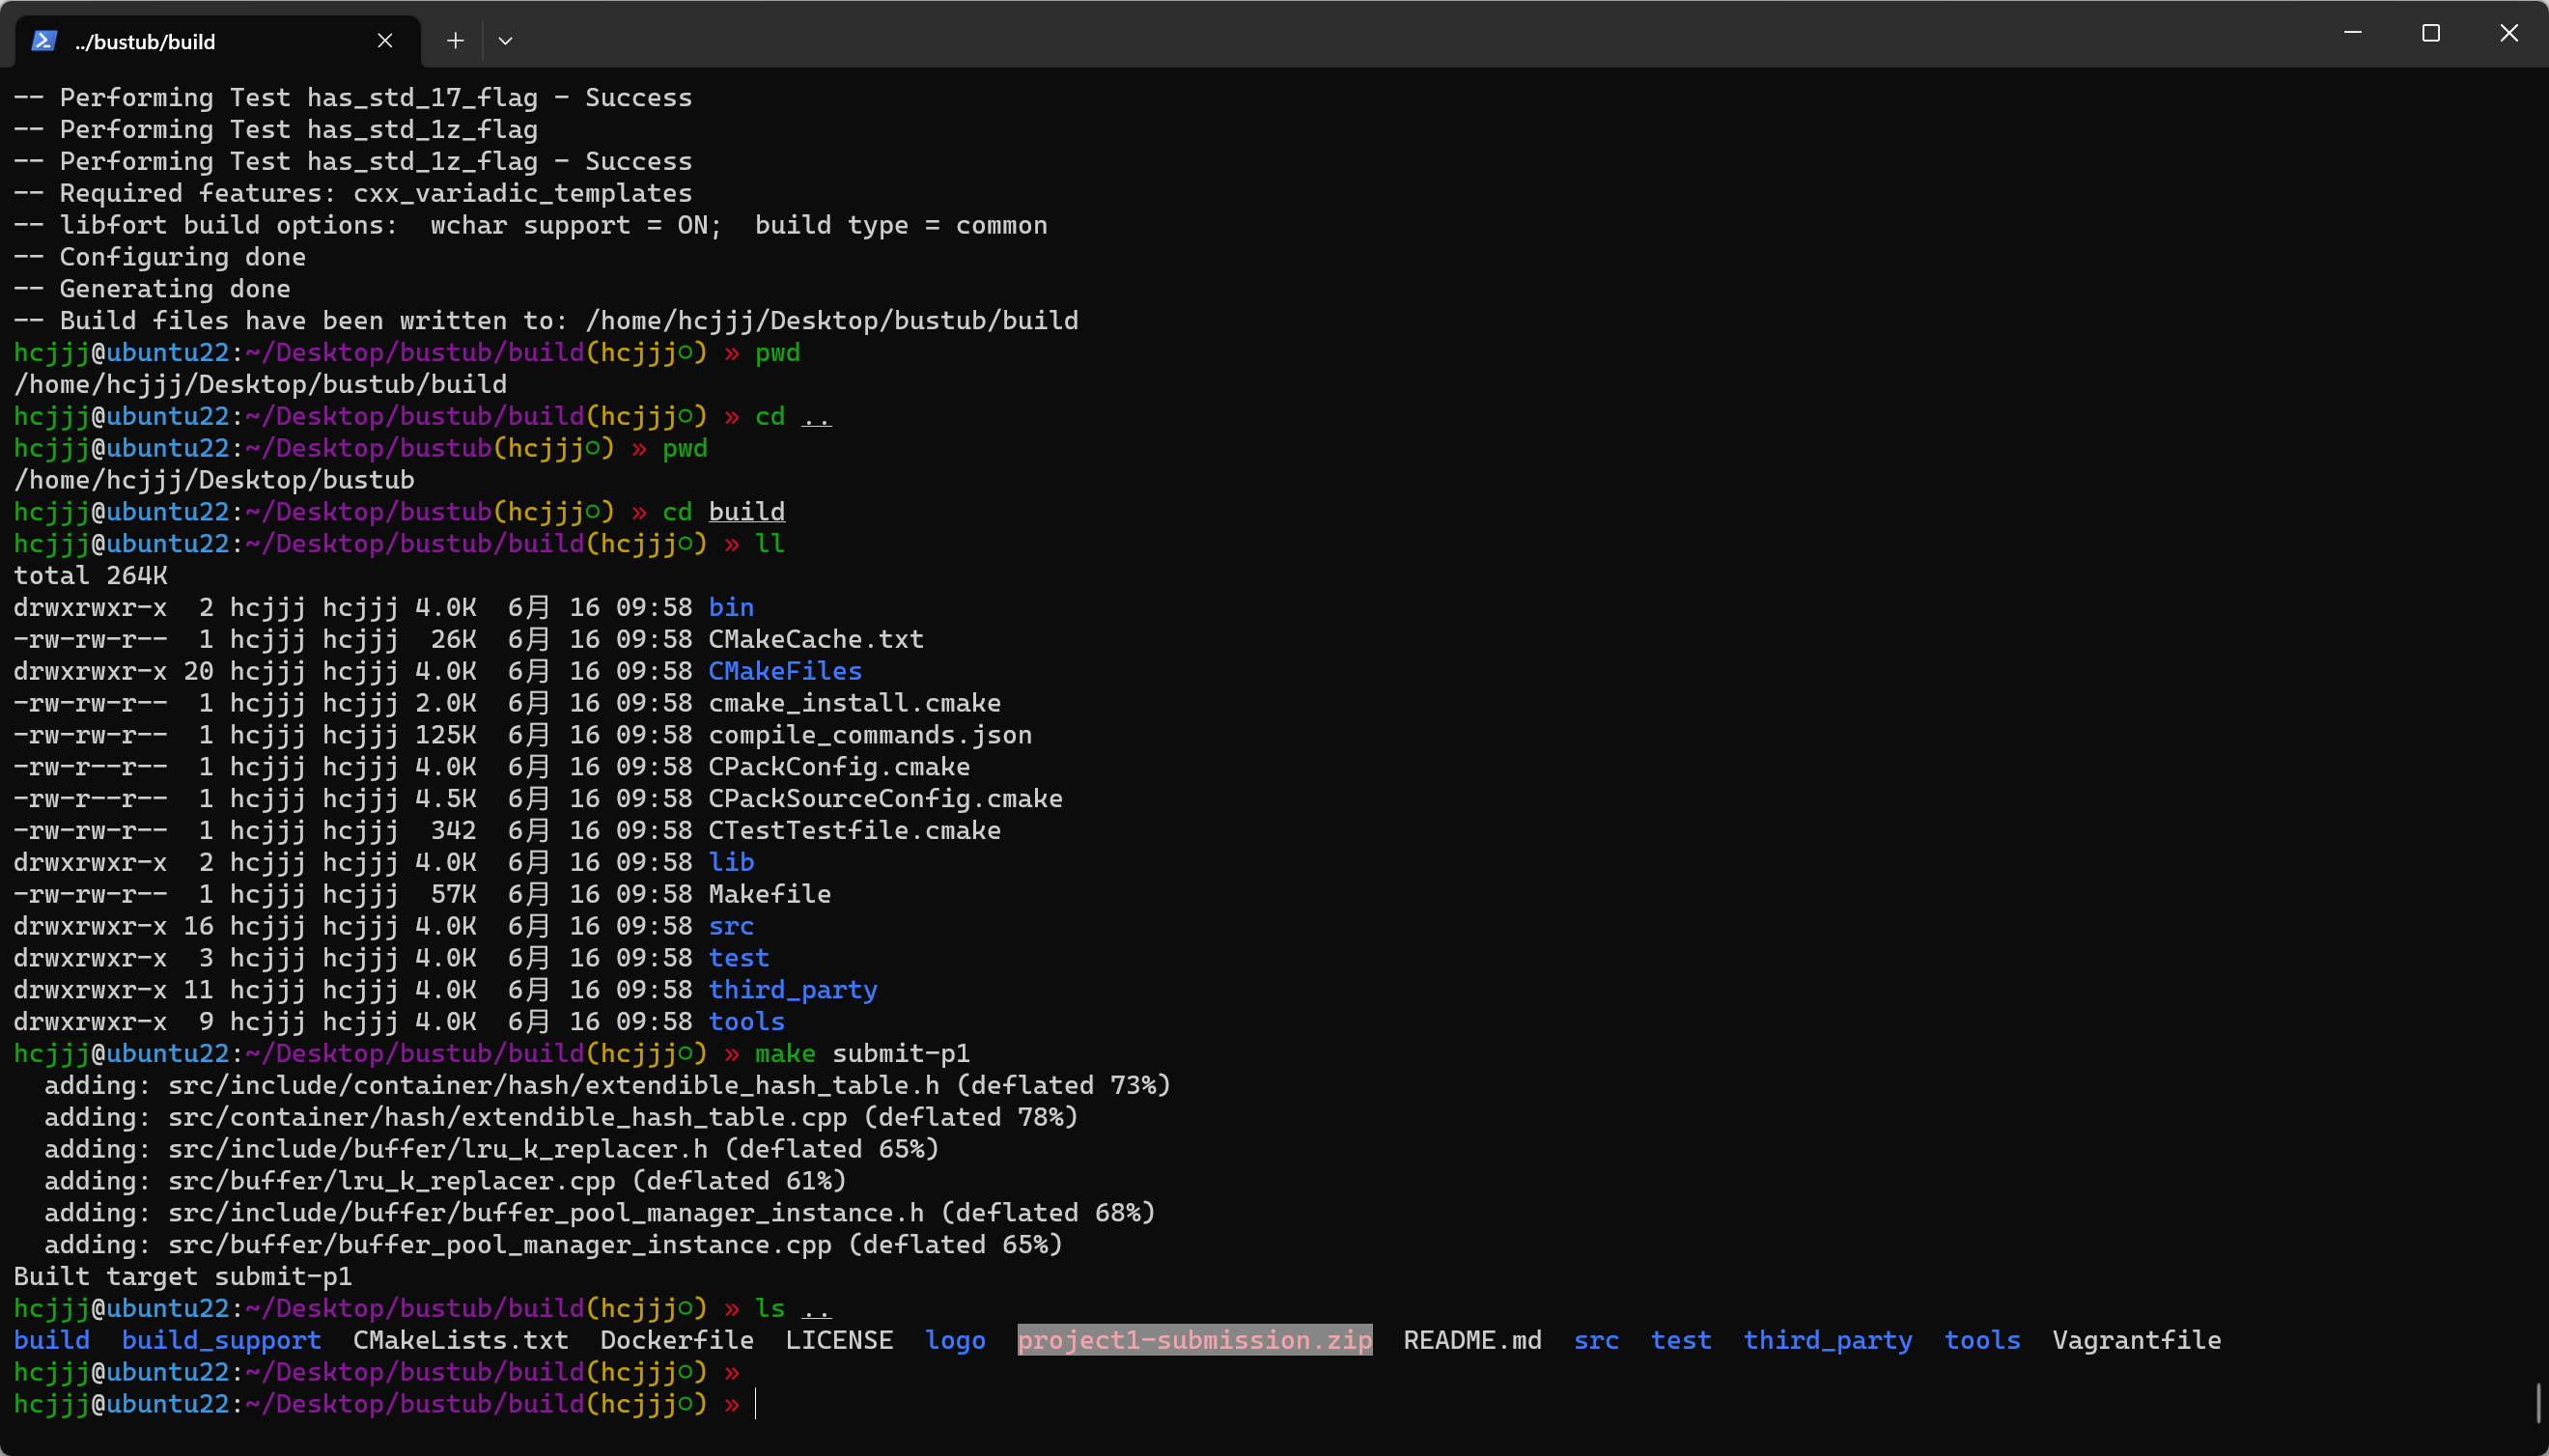 ../bustub/build
-- Performing Test has_std_17_flag - Success
-- Performing Test has_std_1z_flag
-- Performing Test has_std_1z_flag - Success
-- Required features: cxx_variadic_templates
-- libfort build options:  wchar support = ON;  build type = common
-- Configuring done
-- Generating done
-- Build files have been written to: /home/hcjjj/Desktop/bustub/build
hcjjj@ubuntu22:~/Desktop/bustub/build(hcjjj○) » pwd
/home/hcjjj/Desktop/bustub/build
hcjjj@ubuntu22:~/Desktop/bustub/build(hcjjj○) » cd ..
hcjjj@ubuntu22:~/Desktop/bustub(hcjjj○) » pwd
/home/hcjjj/Desktop/bustub
hcjjj@ubuntu22:~/Desktop/bustub(hcjjj○) » cd build
hcjjj@ubuntu22:~/Desktop/bustub/build(hcjjj○) » ll
total 264K
drwxrwxr-x  2 hcjjj hcjjj 4.0K  6月 16 09:58 bin
-rw-rw-r--  1 hcjjj hcjjj  26K  6月 16 09:58 CMakeCache.txt
drwxrwxr-x 20 hcjjj hcjjj 4.0K  6月 16 09:58 CMakeFiles
-rw-rw-r--  1 hcjjj hcjjj 2.0K  6月 16 09:58 cmake_install.cmake
-rw-rw-r--  1 hcjjj hcjjj 125K  6月 16 09:58 compile_commands.json
-rw-r--r--  1 hcjjj hcjjj 4.0K  6月 16 09:58 CPackConfig.cmake
-rw-r--r--  1 hcjjj hcjjj 4.5K  6月 16 09:58 CPackSourceConfig.cmake
-rw-rw-r--  1 hcjjj hcjjj  342  6月 16 09:58 CTestTestfile.cmake
drwxrwxr-x  2 hcjjj hcjjj 4.0K  6月 16 09:58 lib
-rw-rw-r--  1 hcjjj hcjjj  57K  6月 16 09:58 Makefile
drwxrwxr-x 16 hcjjj hcjjj 4.0K  6月 16 09:58 src
drwxrwxr-x  3 hcjjj hcjjj 4.0K  6月 16 09:58 test
drwxrwxr-x 11 hcjjj hcjjj 4.0K  6月 16 09:58 third_party
drwxrwxr-x  9 hcjjj hcjjj 4.0K  6月 16 09:58 tools
hcjjj@ubuntu22:~/Desktop/bustub/build(hcjjj○) » make submit-p1
  adding: src/include/container/hash/extendible_hash_table.h (deflated 73%)
  adding: src/container/hash/extendible_hash_table.cpp (deflated 78%)
  adding: src/include/buffer/lru_k_replacer.h (deflated 65%)
  adding: src/buffer/lru_k_replacer.cpp (deflated 61%)
  adding: src/include/buffer/buffer_pool_manager_instance.h (deflated 68%)
  adding: src/buffer/buffer_pool_manager_instance.cpp (deflated 65%)
Built target submit-p1
hcjjj@ubuntu22:~/Desktop/bustub/build(hcjjj○) » ls ..
build  build_support  CMakeLists.txt  Dockerfile  LICENSE  logo  project1-submission.zip  README.md  src  test  third_party  tools  Vagrantfile
hcjjj@ubuntu22:~/Desktop/bustub/build(hcjjj○) »
hcjjj@ubuntu22:~/Desktop/bustub/build(hcjjj○) »